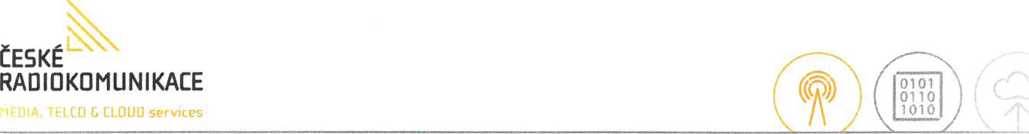 ČESKÉ
RADIOKOMUNIKACE
MEDIA, TELCO & CLOUD services
0101
0110
1010